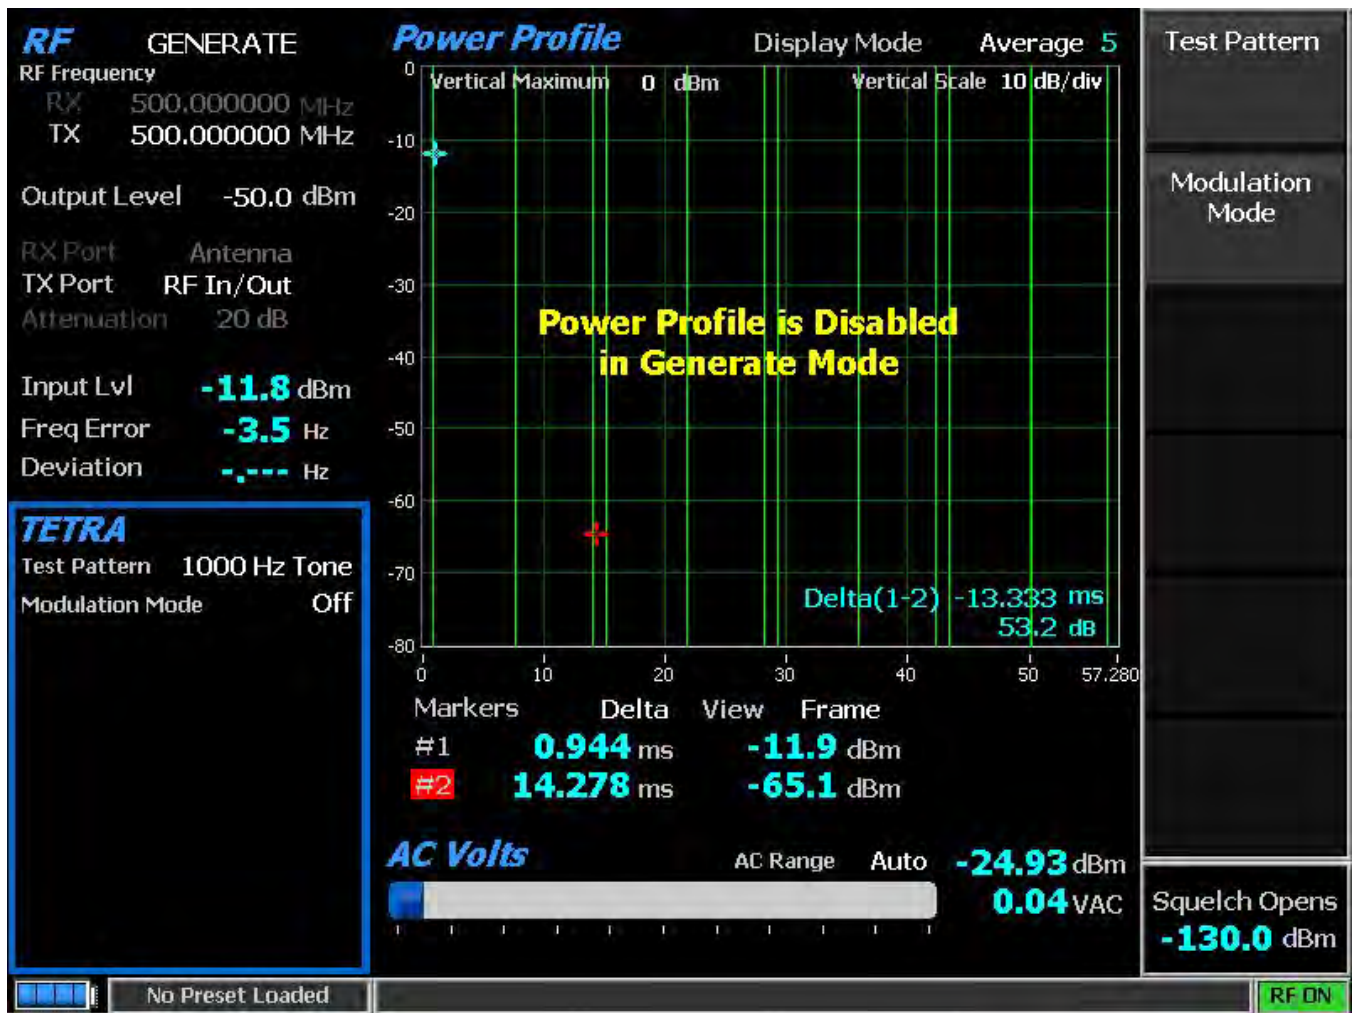 RF GENERATE
RF Frequency
RX 500.000000 MHz
TX 500.000000 MHz
Output Level -50.0 dBm
RX Port Antenna
TX Port RF In/Out
Attenuation 20 dB
Input Lvl -11.8 dBm
Freq Error -3.5 Hz
Deviation -.--- Hz
TETRA
Test Pattern 1000 Hz Tone
Modulation Mode Off
Power Profile Display Mode Average 5
Vertical Maximum 0 dBm Vertical Scale 10 dB/div
0
-10
-20
-30
Power Profile is Disabled
in Generate Mode
-40
-50
-60
-70
Delta(1-2) -13.333 ms
53.2 dB
-80
0 10 20 30 40 50 57.280
Markers Delta View Frame
#1 0.944 ms -11.9 dBm
#2 14.278 ms -65.1 dBm
AC Volts AC Range Auto -24.93 dBm
0.04 VAC
Test Pattern
Modulation
Mode
Squelch Opens
-130.0 dBm
No Preset Loaded
RF ON